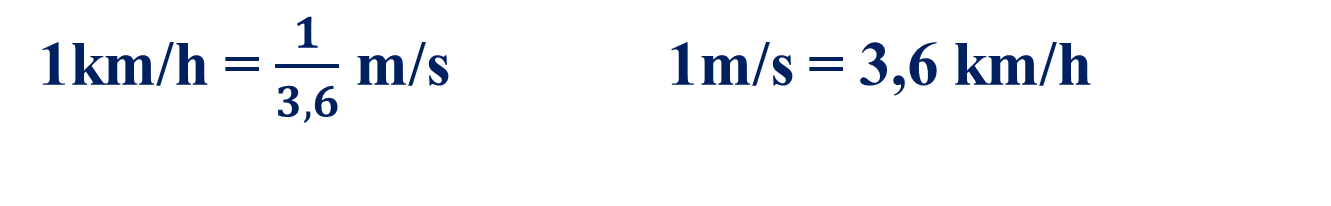 1km/h = 1/3,6 m/s
1m/s = 3,6 km/h